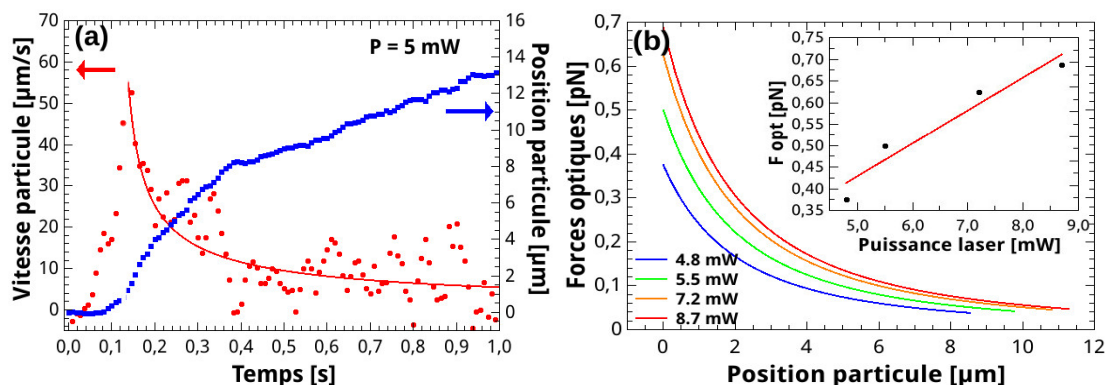 (a)
P = 5 mW
Vitesse particule [µm/s]
70
60
50
40
30
20
10
0
0,0 0,1 0,2 0,3 0,4 0,5 0,6 0,7 0,8 0,9 1,0
Temps [s]
16
14
12
10
8
6
4
2
0
Position particule [µm]
(b)
Forces optiques [pN]
0,7
0,6
0,5
0,4
0,3
0,2
0,1
0
0 2 4 6 8 10 12
Position particule [µm]
4.8 mW
5.5 mW
7.2 mW
8.7 mW
F opt [pN]
0,75
0,70
0,65
0,60
0,55
0,50
0,45
0,40
0,35
5,0 6,0 7,0 8,0 9,0
Puissance laser [mW]